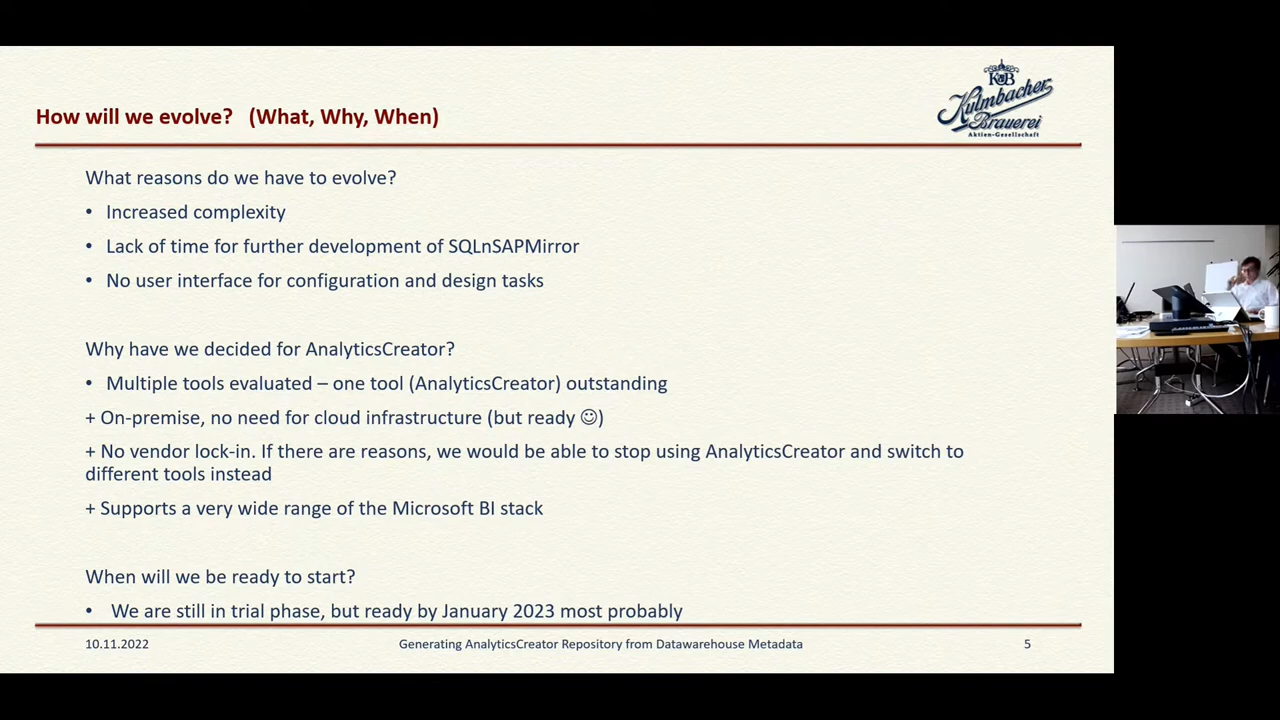 How will we evolve? (What, Why, When)
KUB
Kulmbacher
Brauerei
Aktien-Gesellschaft
What reasons do we have to evolve?
• Increased complexity
• Lack of time for further development of SQLnSAPMirror
• No user interface for configuration and design tasks
Why have we decided for AnalyticsCreator?
• Multiple tools evaluated – one tool (AnalyticsCreator) outstanding
+ On-premise, no need for cloud infrastructure (but ready ☺)
+ No vendor lock-in. If there are reasons, we would be able to stop using AnalyticsCreator and switch to
different tools instead
+ Supports a very wide range of the Microsoft BI stack
When will we be ready to start?
• We are still in trial phase, but ready by January 2023 most probably
10.11.2022 Generating AnalyticsCreator Repository from Datawarehouse Metadata 5